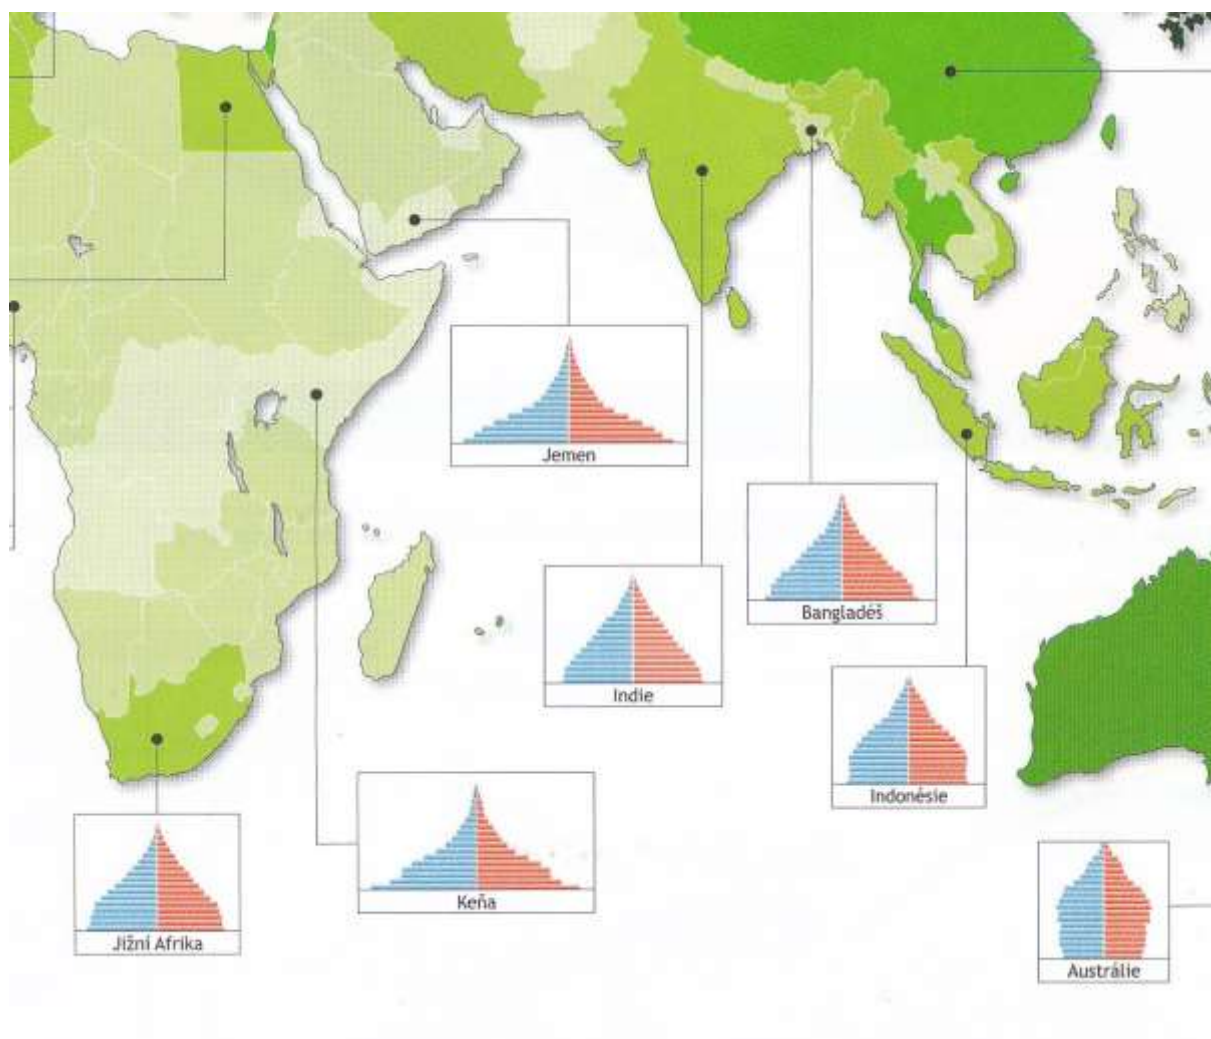 Jemen
Bangladéš
Indie
Indonésie
Keňa
Jižní Afrika
Austrálie